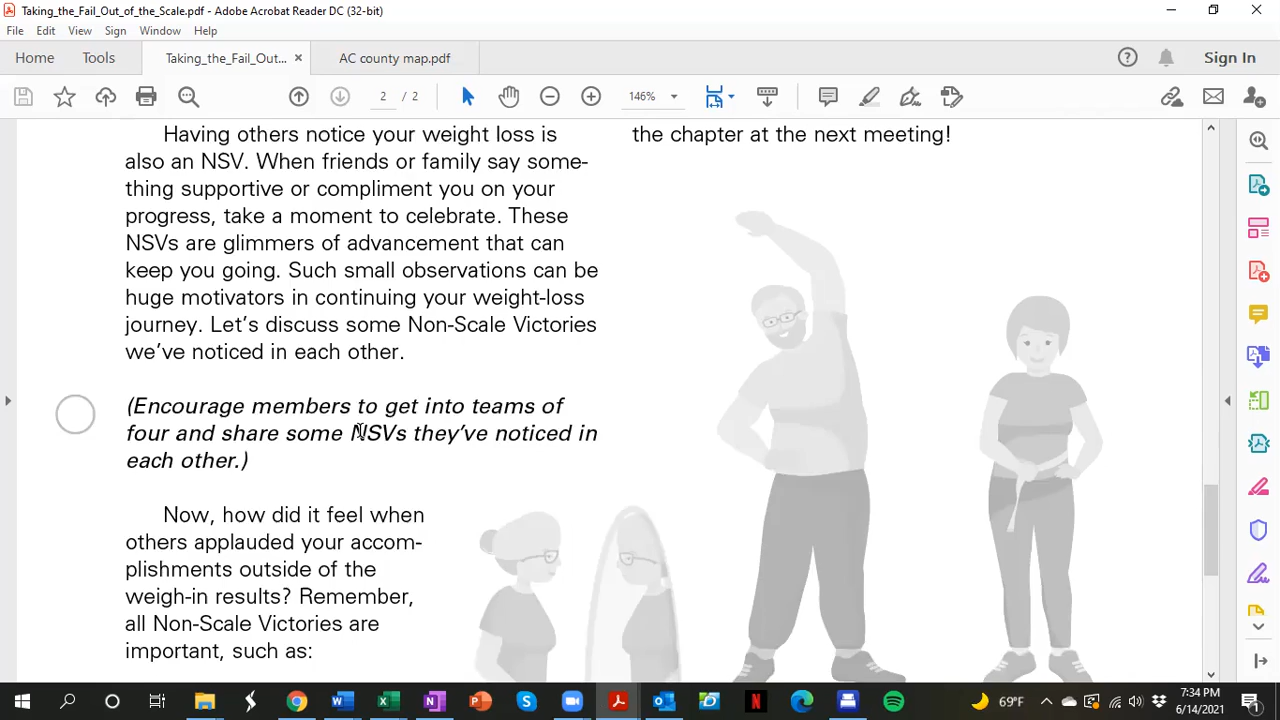 Taking_the_Fail_Out_of_the_Scale.pdf - Adobe Acrobat Reader DC (32-bit)
File Edit View Sign Window Help
Home Tools Taking_the_Fail_Out... × AC county map.pdf Sign In
2 / 2 146%
Having others notice your weight loss is
also an NSV. When friends or family say some-
thing supportive or compliment you on your
progress, take a moment to celebrate. These
NSVs are glimmers of advancement that can
keep you going. Such small observations can be
huge motivators in continuing your weight-loss
journey. Let's discuss some Non-Scale Victories
we've noticed in each other.
(Encourage members to get into teams of
four and share some NSVs they've noticed in
each other.)
Now, how did it feel when
others applauded your accom-
plishments outside of the
weigh-in results? Remember,
all Non-Scale Victories are
important, such as:
the chapter at the next meeting!
69°F
7:34 PM
6/14/2021